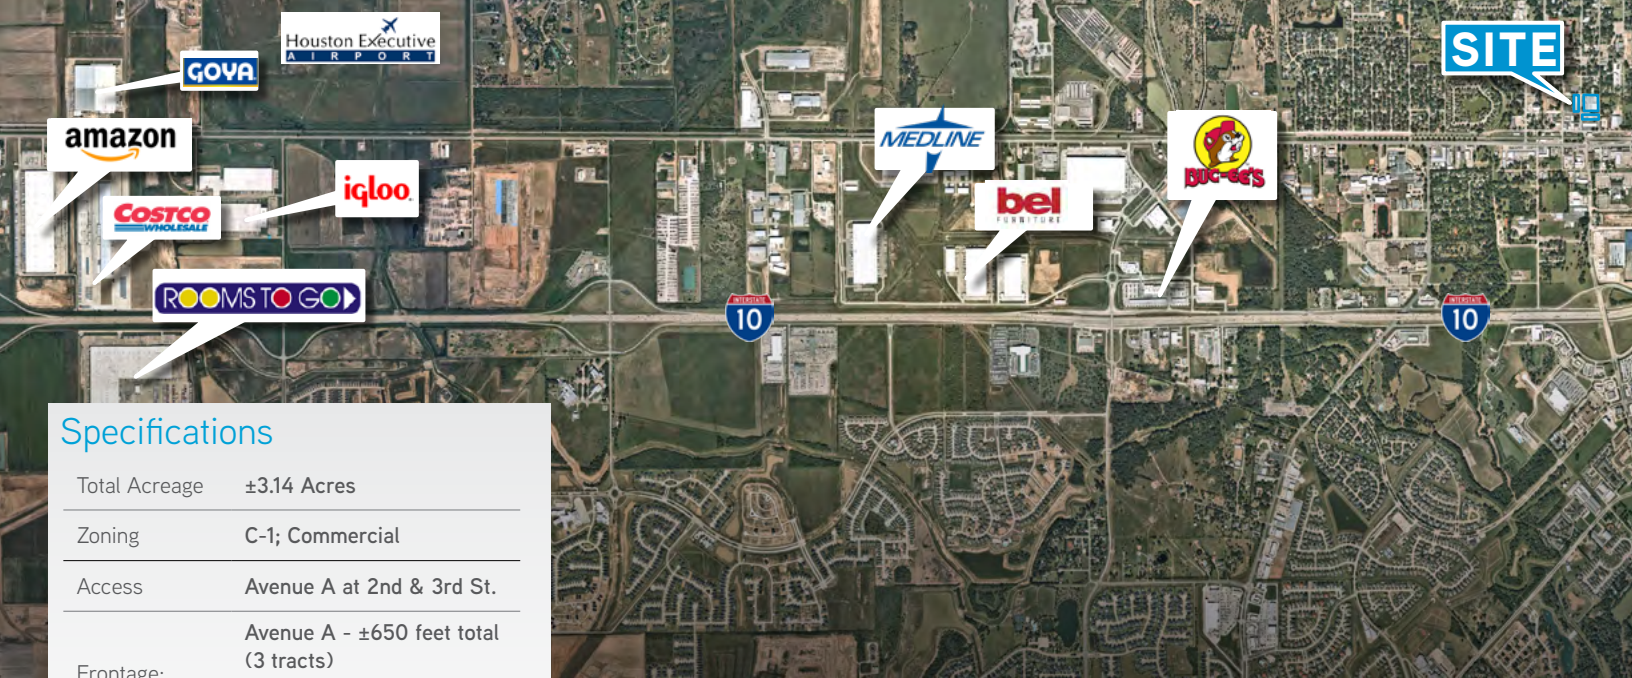 Houston Executive
AIRPORT
SITE
GOYA
amazon
MEDLINE
BUC-EE'S
igloo
bel
FURNITURE
COSTCO
WHOLESALE
ROOMS TO GO
INTERSTATE
10
INTERSTATE
10
Specifications
Total Acreage ±3.14 Acres
Zoning C-1; Commercial
Access Avenue A at 2nd & 3rd St.
Avenue A - ±650 feet total
(3 tracts)
Frontage: